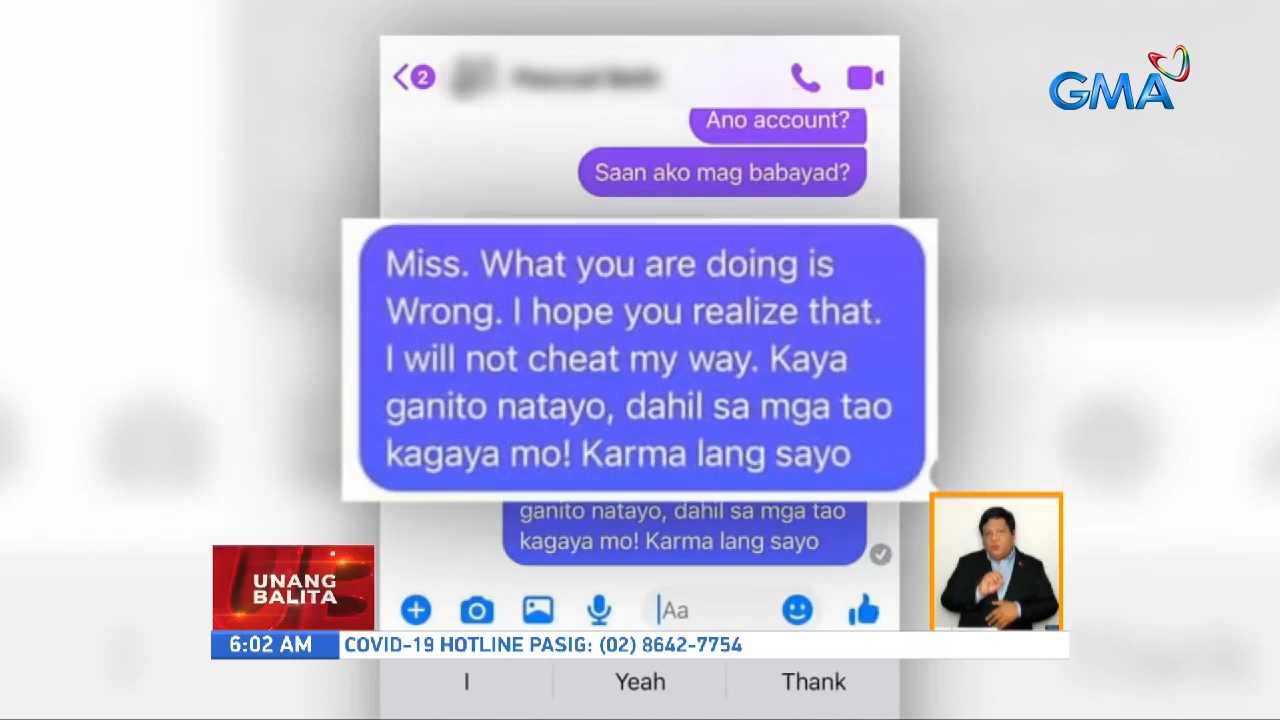 2
GMA
Ano account?
Saan ako mag babayad?
Miss. What you are doing is
Wrong. I hope you realize that.
I will not cheat my way. Kaya
ganito natayo, dahil sa mga tao
kagaya mo! Karma lang sayo
ganito natayo, dahil sa mga tao
kagaya mo! Karma lang sayo
Aa
UNANG
BALITA
6:02 AM
COVID-19 HOTLINE PASIG: (02) 8642-7754
I
Yeah
Thank